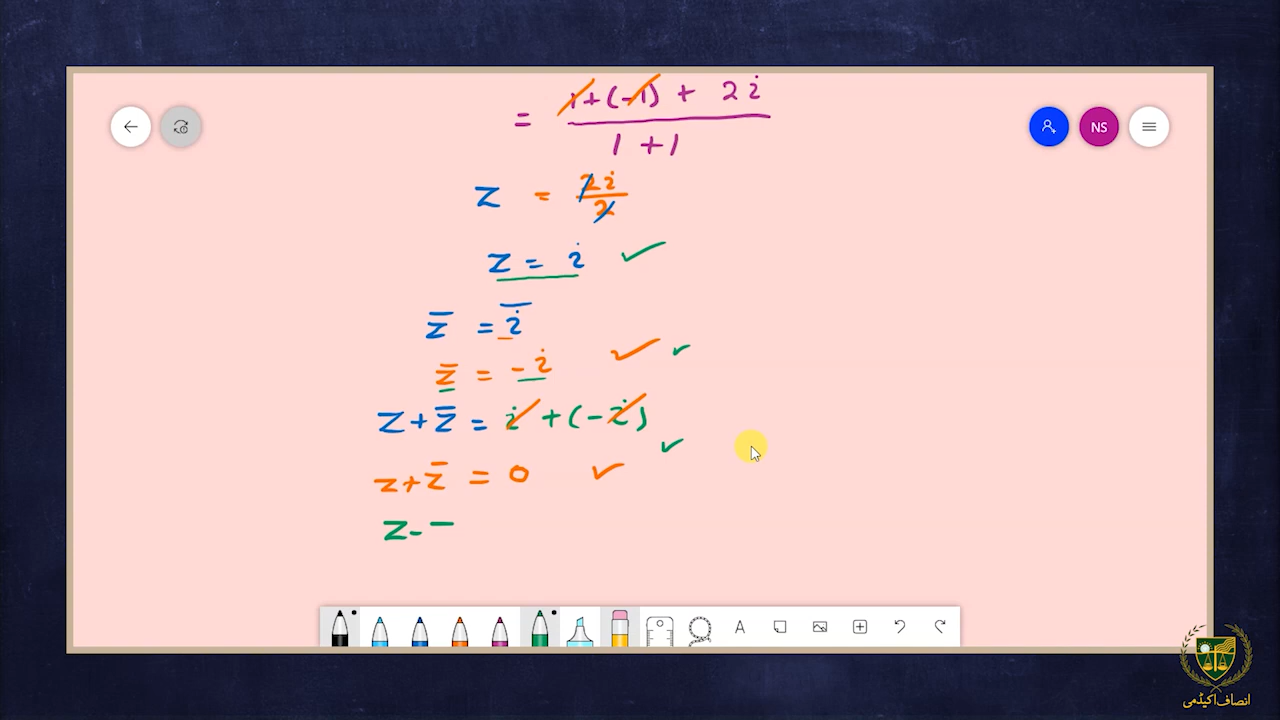 = (1+(-1) + 2i)/(1+1)
NS
z = 2i/2
z = i ✓
z̄ = i̅
z̄ = -i ✓ ✓
z+z̄ = i+(-i) ✓
z+z̄ = 0 ✓
z- ‾
A
انصاف اکیڈمی